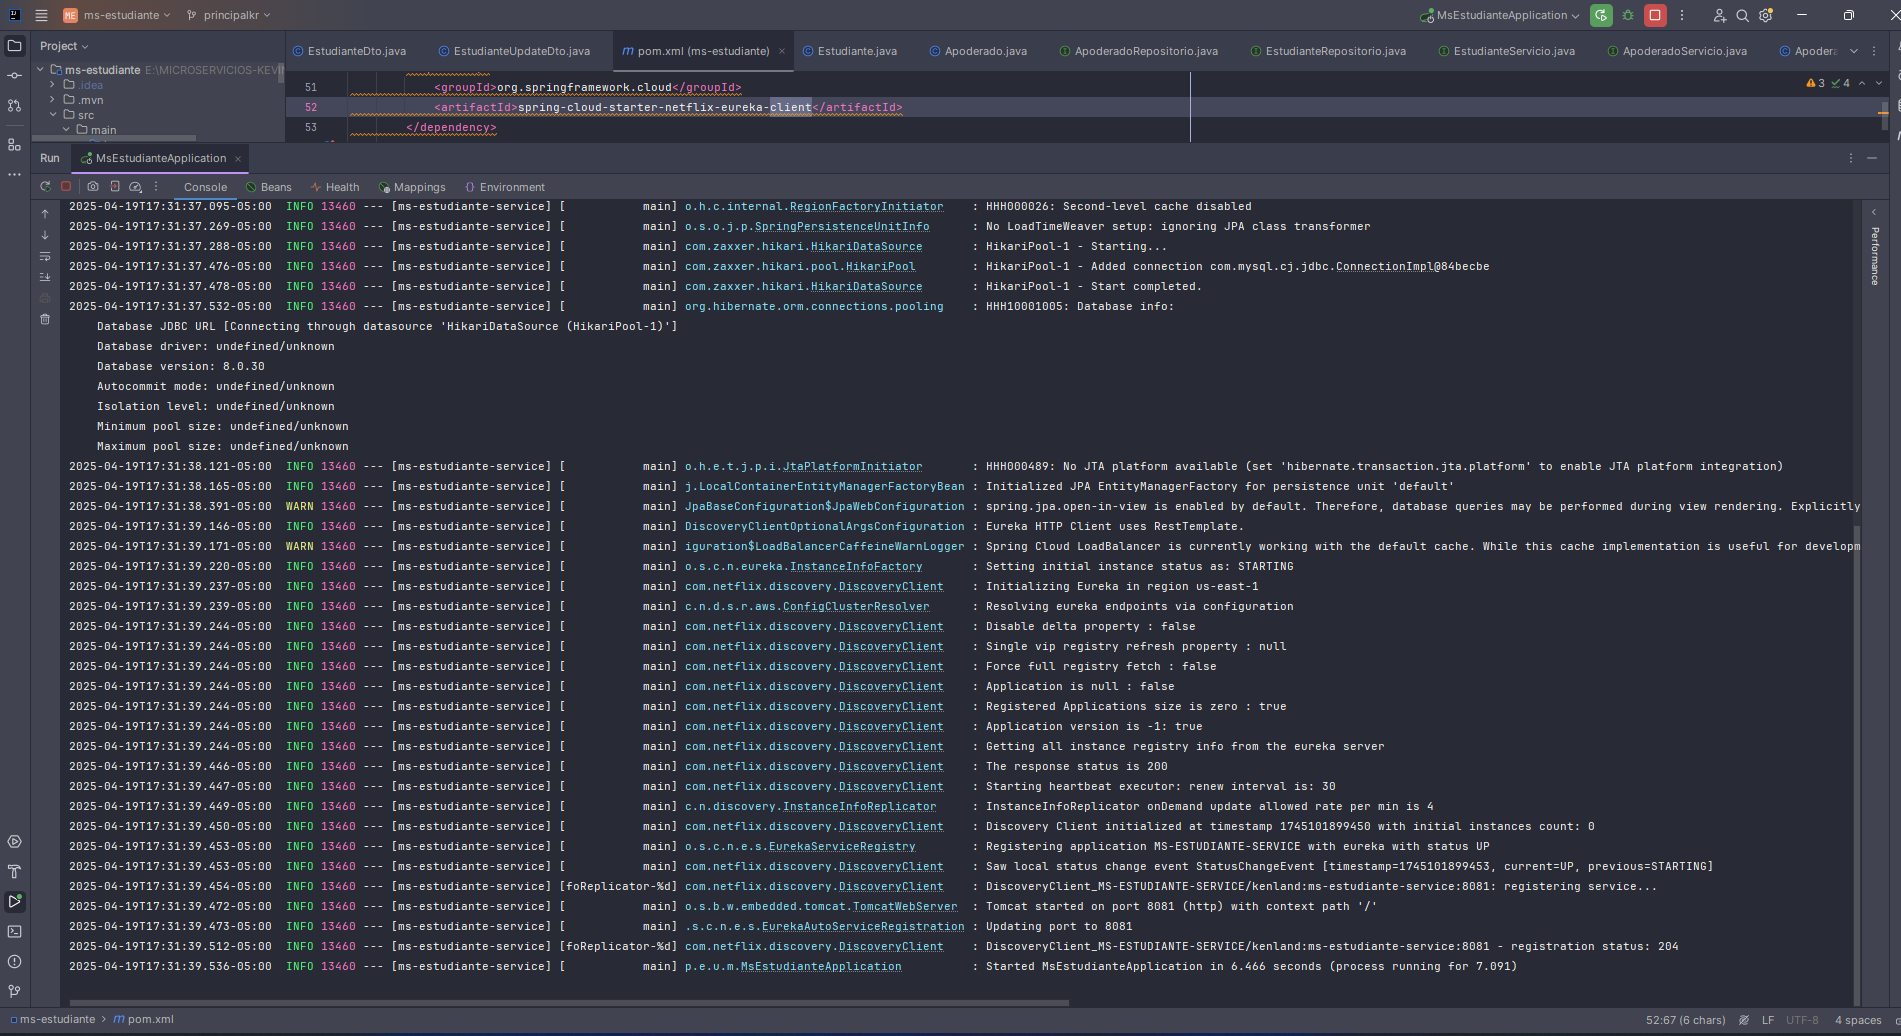 ME ms-estudiante principalkr MsEstudianteApplication
Project
EstudianteDto.java EstudianteUpdateDto.java m pom.xml (ms-estudiante) Estudiante.java Apoderado.java ApoderadoRepositorio.java EstudianteRepositorio.java EstudianteServicio.java ApoderadoServicio.java
ms-estudiante
.idea
.mvn
src
main
51 <groupId>org.springframework.cloud</groupId>
52 <artifactId>spring-cloud-starter-netflix-eureka-client</artifactId>
53 </dependency>
3 4
Run MsEstudianteApplication
Console Beans Health Mappings Environment
Performance
2025-04-19T17:31:37.095-05:00 INFO 13460 --- [ms-estudiante-service] [ main] o.h.c.internal.RegionFactoryInitiator : HHH000026: Second-level cache disabled
2025-04-19T17:31:37.269-05:00 INFO 13460 --- [ms-estudiante-service] [ main] o.s.o.j.p.SpringPersistenceUnitInfo : No LoadTimeWeaver setup: ignoring JPA class transformer
2025-04-19T17:31:37.288-05:00 INFO 13460 --- [ms-estudiante-service] [ main] com.zaxxer.hikari.HikariDataSource : HikariPool-1 - Starting...
2025-04-19T17:31:37.476-05:00 INFO 13460 --- [ms-estudiante-service] [ main] com.zaxxer.hikari.pool.HikariPool : HikariPool-1 - Added connection com.mysql.cj.jdbc.ConnectionImpl@84becbe
2025-04-19T17:31:37.478-05:00 INFO 13460 --- [ms-estudiante-service] [ main] com.zaxxer.hikari.HikariDataSource : HikariPool-1 - Start completed.
2025-04-19T17:31:37.532-05:00 INFO 13460 --- [ms-estudiante-service] [ main] org.hibernate.orm.connections.pooling : HHH10001005: Database info:
Database JDBC URL [Connecting through datasource 'HikariDataSource (HikariPool-1)']
Database driver: undefined/unknown
Database version: 8.0.30
Autocommit mode: undefined/unknown
Isolation level: undefined/unknown
Minimum pool size: undefined/unknown
Maximum pool size: undefined/unknown
2025-04-19T17:31:38.121-05:00 INFO 13460 --- [ms-estudiante-service] [ main] o.h.e.t.j.p.i.JtaPlatformInitiator : HHH000489: No JTA platform available (set 'hibernate.transaction.jta.platform' to enable JTA platform integration)
2025-04-19T17:31:38.165-05:00 INFO 13460 --- [ms-estudiante-service] [ main] j.LocalContainerEntityManagerFactoryBean : Initialized JPA EntityManagerFactory for persistence unit 'default'
2025-04-19T17:31:38.391-05:00 WARN 13460 --- [ms-estudiante-service] [ main] JpaBaseConfiguration$JpaWebConfiguration : spring.jpa.open-in-view is enabled by default. Therefore, database queries may be performed during view rendering. Explicitly
2025-04-19T17:31:39.146-05:00 INFO 13460 --- [ms-estudiante-service] [ main] DiscoveryClientOptionalArgsConfiguration : Eureka HTTP Client uses RestTemplate.
2025-04-19T17:31:39.171-05:00 WARN 13460 --- [ms-estudiante-service] [ main] iguration$LoadBalancerCaffeineWarnLogger : Spring Cloud LoadBalancer is currently working with the default cache. While this cache implementation is useful for developm
2025-04-19T17:31:39.220-05:00 INFO 13460 --- [ms-estudiante-service] [ main] o.s.c.n.eureka.InstanceInfoFactory : Setting initial instance status as: STARTING
2025-04-19T17:31:39.237-05:00 INFO 13460 --- [ms-estudiante-service] [ main] com.netflix.discovery.DiscoveryClient : Initializing Eureka in region us-east-1
2025-04-19T17:31:39.239-05:00 INFO 13460 --- [ms-estudiante-service] [ main] c.n.d.s.r.aws.ConfigClusterResolver : Resolving eureka endpoints via configuration
2025-04-19T17:31:39.244-05:00 INFO 13460 --- [ms-estudiante-service] [ main] com.netflix.discovery.DiscoveryClient : Disable delta property : false
2025-04-19T17:31:39.244-05:00 INFO 13460 --- [ms-estudiante-service] [ main] com.netflix.discovery.DiscoveryClient : Single vip registry refresh property : null
2025-04-19T17:31:39.244-05:00 INFO 13460 --- [ms-estudiante-service] [ main] com.netflix.discovery.DiscoveryClient : Force full registry fetch : false
2025-04-19T17:31:39.244-05:00 INFO 13460 --- [ms-estudiante-service] [ main] com.netflix.discovery.DiscoveryClient : Application is null : false
2025-04-19T17:31:39.244-05:00 INFO 13460 --- [ms-estudiante-service] [ main] com.netflix.discovery.DiscoveryClient : Registered Applications size is zero : true
2025-04-19T17:31:39.244-05:00 INFO 13460 --- [ms-estudiante-service] [ main] com.netflix.discovery.DiscoveryClient : Application version is -1: true
2025-04-19T17:31:39.244-05:00 INFO 13460 --- [ms-estudiante-service] [ main] com.netflix.discovery.DiscoveryClient : Getting all instance registry info from the eureka server
2025-04-19T17:31:39.446-05:00 INFO 13460 --- [ms-estudiante-service] [ main] com.netflix.discovery.DiscoveryClient : The response status is 200
2025-04-19T17:31:39.447-05:00 INFO 13460 --- [ms-estudiante-service] [ main] com.netflix.discovery.DiscoveryClient : Starting heartbeat executor: renew interval is: 30
2025-04-19T17:31:39.449-05:00 INFO 13460 --- [ms-estudiante-service] [ main] c.n.discovery.InstanceInfoReplicator : InstanceInfoReplicator onDemand update allowed rate per min is 4
2025-04-19T17:31:39.450-05:00 INFO 13460 --- [ms-estudiante-service] [ main] com.netflix.discovery.DiscoveryClient : Discovery Client initialized at timestamp 1745101899450 with initial instances count: 0
2025-04-19T17:31:39.453-05:00 INFO 13460 --- [ms-estudiante-service] [ main] o.s.c.n.e.s.EurekaServiceRegistry : Registering application MS-ESTUDIANTE-SERVICE with eureka with status UP
2025-04-19T17:31:39.453-05:00 INFO 13460 --- [ms-estudiante-service] [ main] com.netflix.discovery.DiscoveryClient : Saw local status change event StatusChangeEvent [timestamp=1745101899453, current=UP, previous=STARTING]
2025-04-19T17:31:39.454-05:00 INFO 13460 --- [ms-estudiante-service] [foReplicator-%d] com.netflix.discovery.DiscoveryClient : DiscoveryClient_MS-ESTUDIANTE-SERVICE/kenland:ms-estudiante-service:8081: registering service...
2025-04-19T17:31:39.472-05:00 INFO 13460 --- [ms-estudiante-service] [ main] o.s.b.w.embedded.tomcat.TomcatWebServer : Tomcat started on port 8081 (http) with context path '/'
2025-04-19T17:31:39.473-05:00 INFO 13460 --- [ms-estudiante-service] [ main] .s.c.n.e.s.EurekaAutoServiceRegistration : Updating port to 8081
2025-04-19T17:31:39.512-05:00 INFO 13460 --- [ms-estudiante-service] [foReplicator-%d] com.netflix.discovery.DiscoveryClient : DiscoveryClient_MS-ESTUDIANTE-SERVICE/kenland:ms-estudiante-service:8081 - registration status: 204
2025-04-19T17:31:39.536-05:00 INFO 13460 --- [ms-estudiante-service] [ main] p.e.u.m.MsEstudianteApplication : Started MsEstudianteApplication in 6.466 seconds (process running for 7.091)
ms-estudiante > m pom.xml 52:67 (6 chars) LF UTF-8 4 spaces